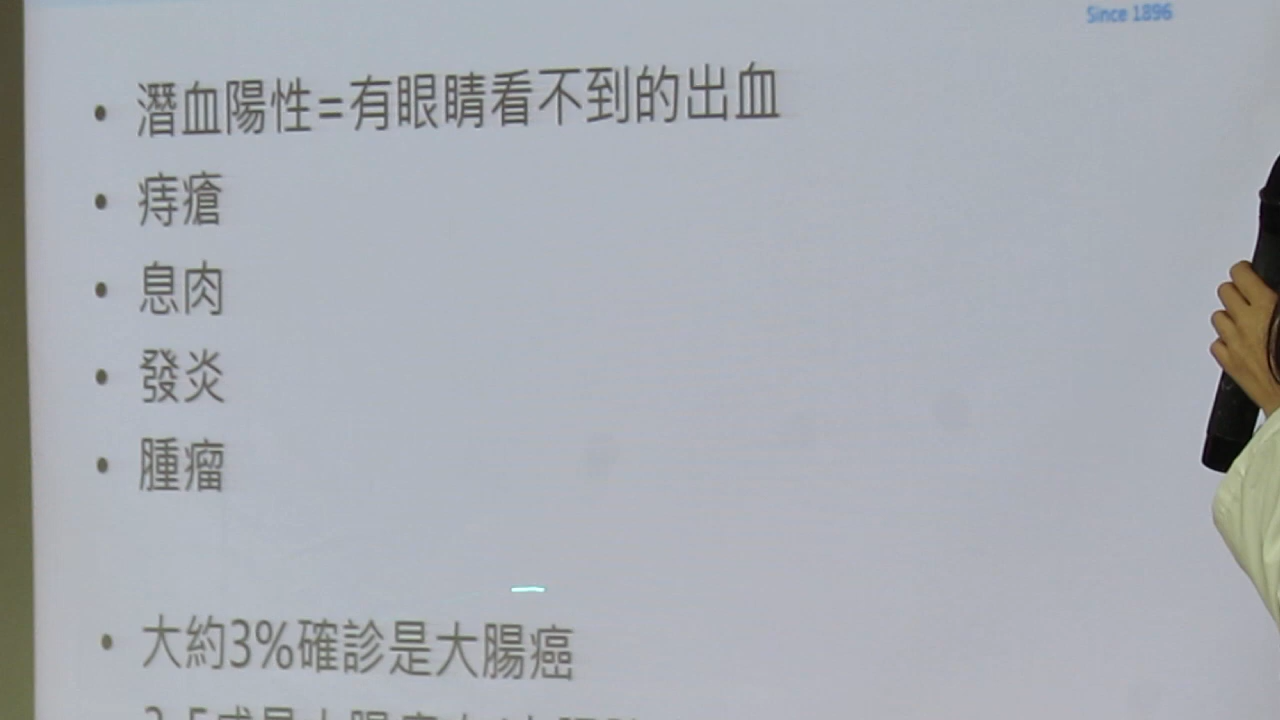 Since 1896
• 潛血陽性=有眼睛看不到的出血
• 痔瘡
• 息肉
• 發炎
• 腫瘤
• 大約3%確診是大腸癌